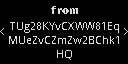 from
< TUg28KYvCXWW81Eq >
MUeZvCZmZw2BChk1
HQ